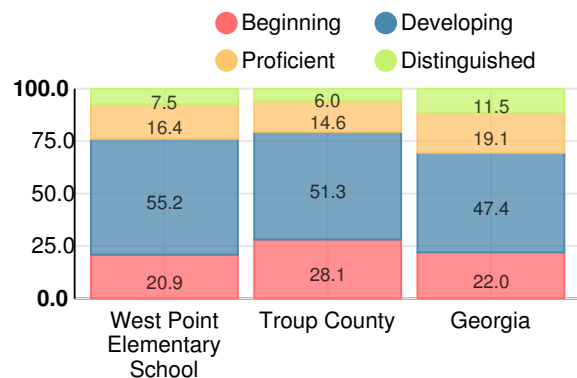 Beginning Developing
Proficient Distinguished
100.0
7.5 6.0 11.5
16.4 14.6 19.1
75.0
55.2 51.3 47.4
50.0
25.0
20.9 28.1 22.0
0.0
West Point Troup County Georgia
Elementary
School